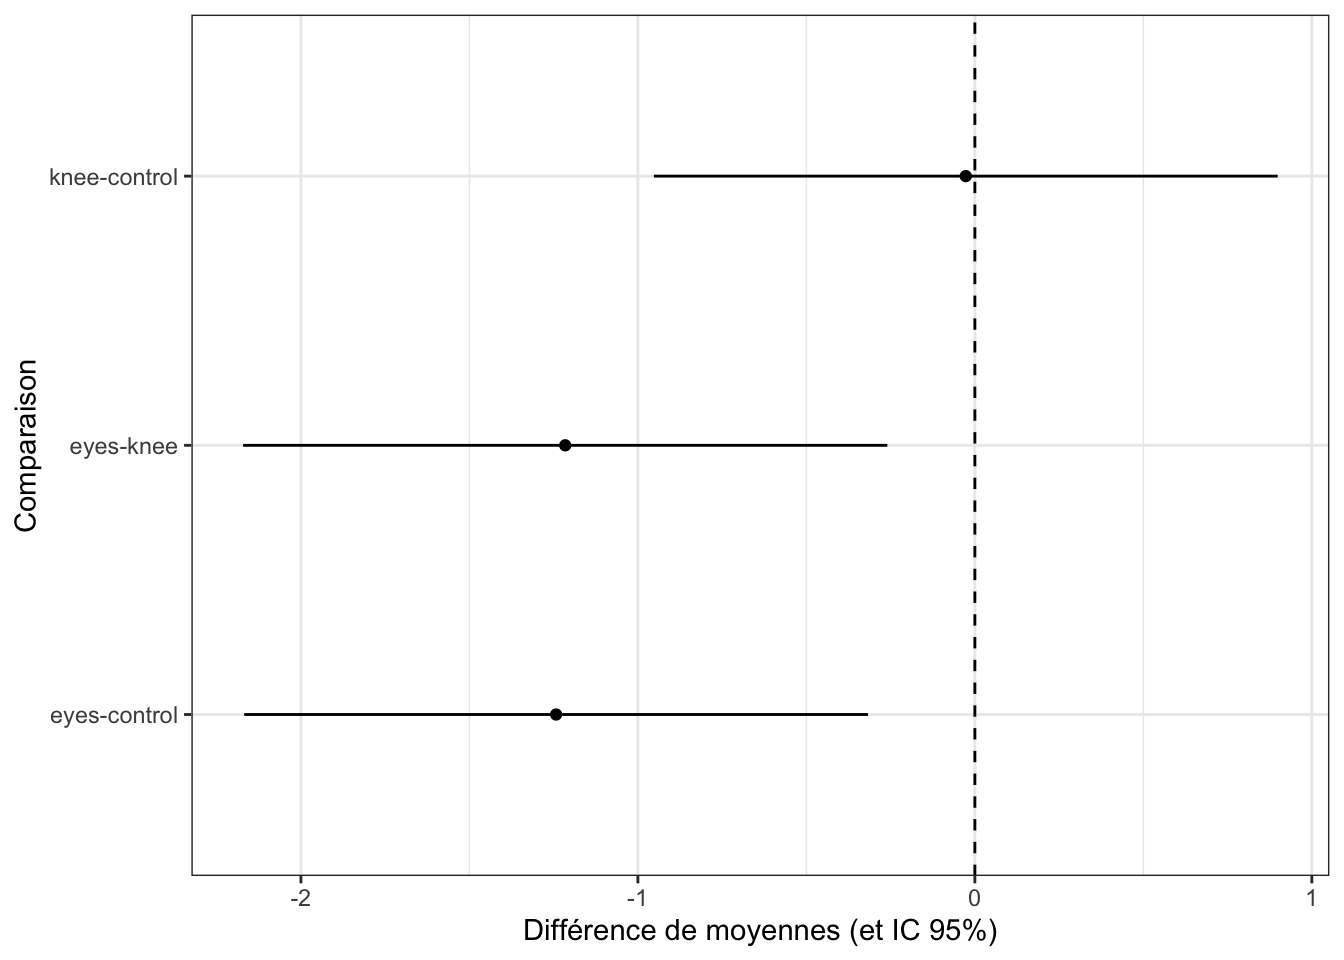 knee-control
eyes-knee
eyes-control
Comparaison
-2
-1
0
1
Différence de moyennes (et IC 95%)